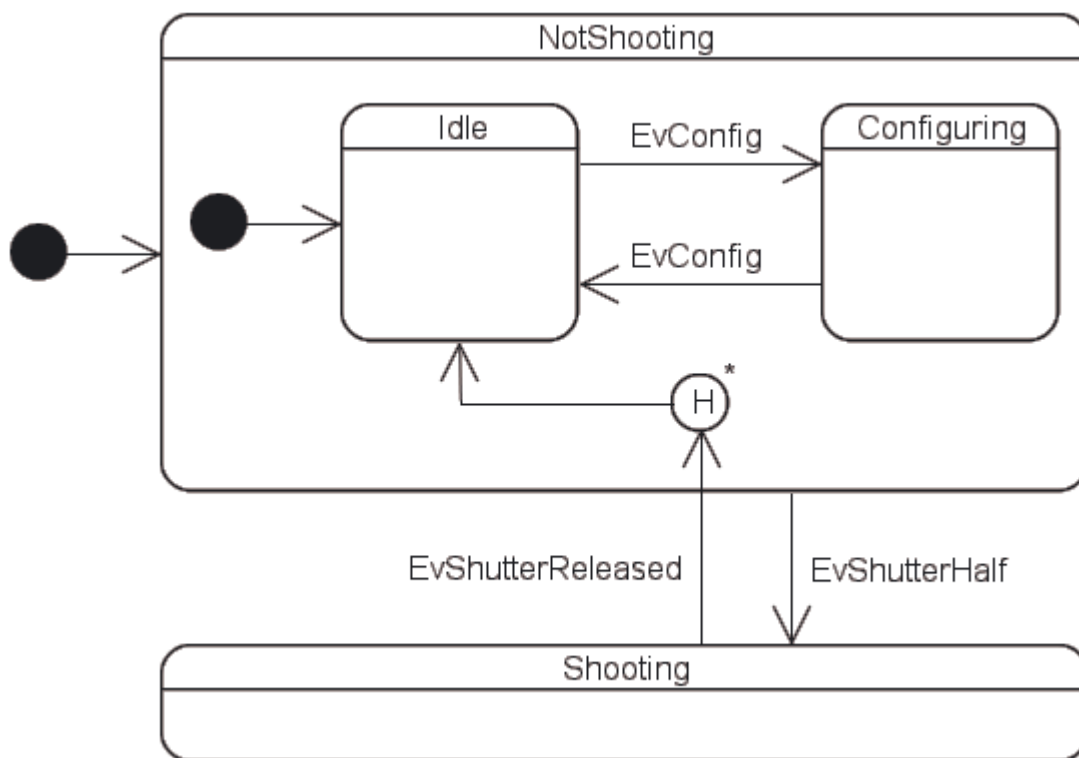 NotShooting
Idle
EvConfig
Configuring
EvConfig
H*
EvShutterReleased
EvShutterHalf
Shooting